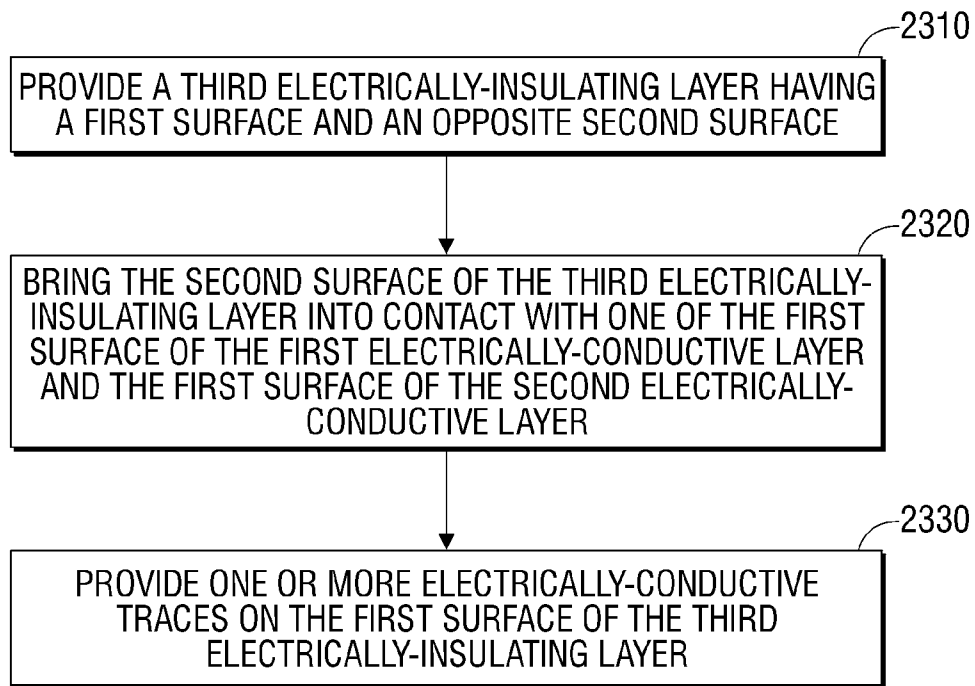 2310
PROVIDE A THIRD ELECTRICALLY-INSULATING LAYER HAVING
A FIRST SURFACE AND AN OPPOSITE SECOND SURFACE
2320
BRING THE SECOND SURFACE OF THE THIRD ELECTRICALLY-
INSULATING LAYER INTO CONTACT WITH ONE OF THE FIRST
SURFACE OF THE FIRST ELECTRICALLY-CONDUCTIVE LAYER
AND THE FIRST SURFACE OF THE SECOND ELECTRICALLY-
CONDUCTIVE LAYER
2330
PROVIDE ONE OR MORE ELECTRICALLY-CONDUCTIVE
TRACES ON THE FIRST SURFACE OF THE THIRD
ELECTRICALLY-INSULATING LAYER